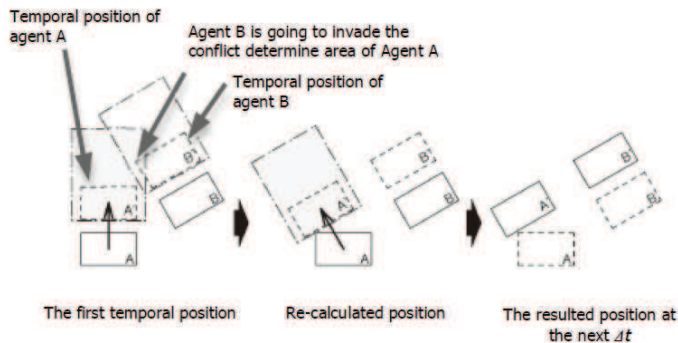 Temporal position of
agent A
Agent B is going to invade the
conflict determine area of Agent A
Temporal position of
agent B
B'
A'
B
A
B'
A'
B
A
B
A
B
A
The first temporal position
Re-calculated position
The resulted position at
the next Δt